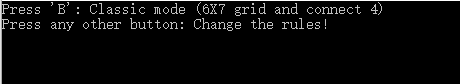 Press 'B': Classic mode (6X7 grid and connect 4)
Press any other button: Change the rules!